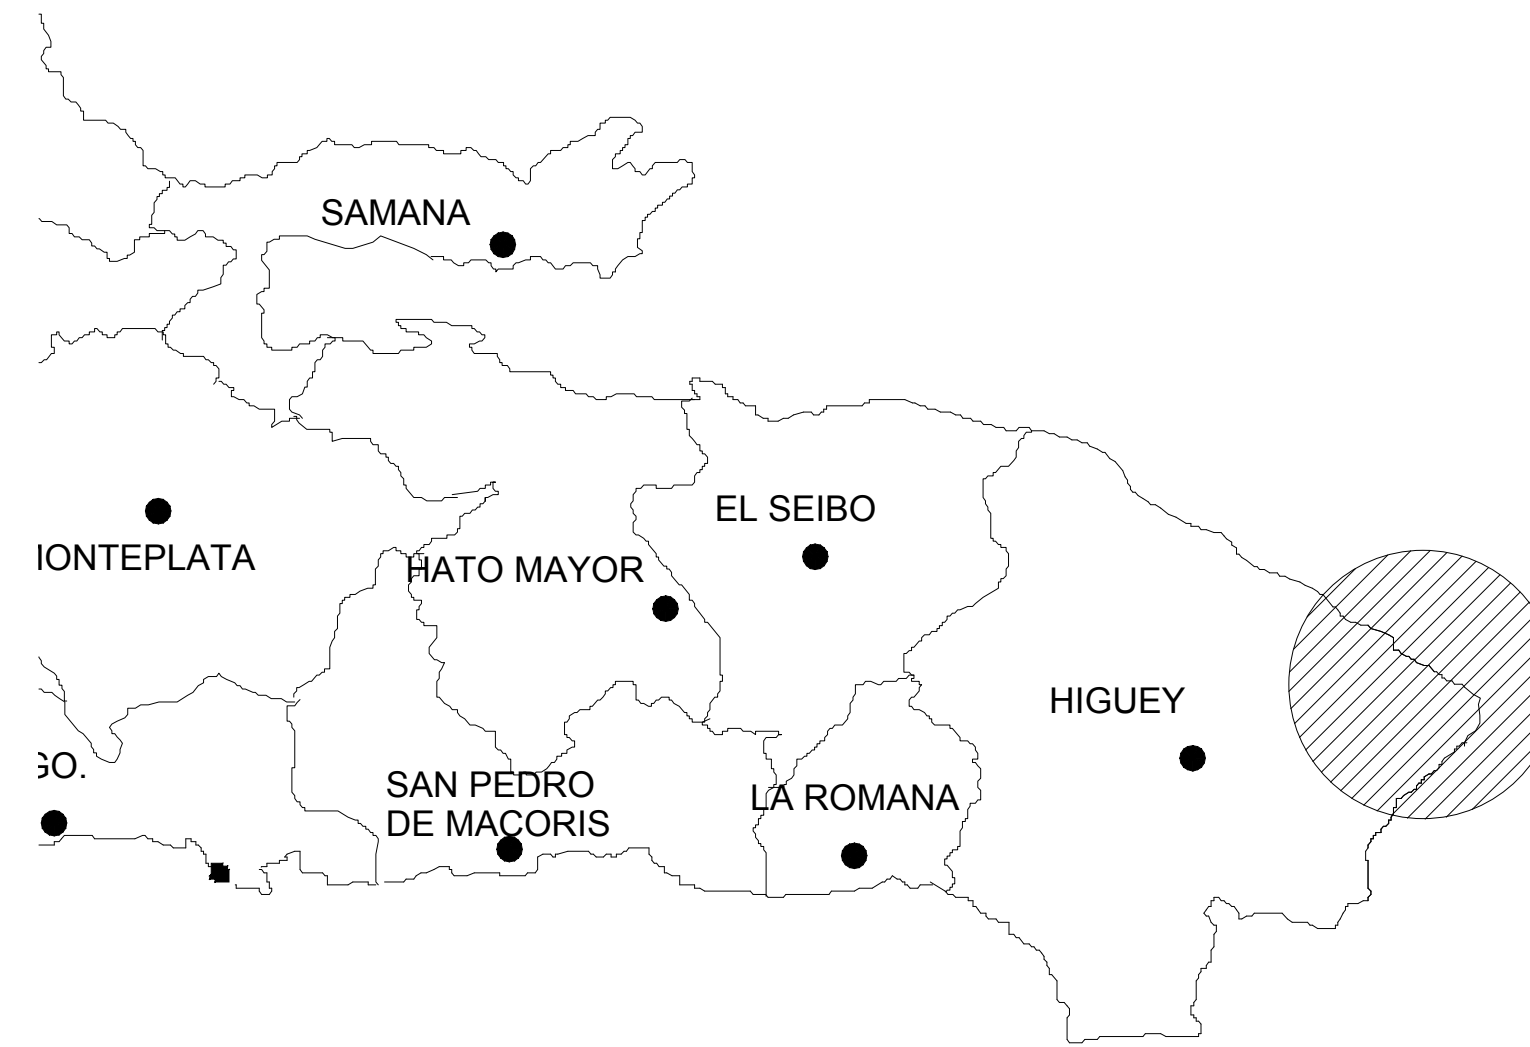 SAMANA
EL SEIBO
IONTEPLATA
HATO MAYOR
HIGUEY
GO.
SAN PEDRO
DE MACORIS
LA ROMANA